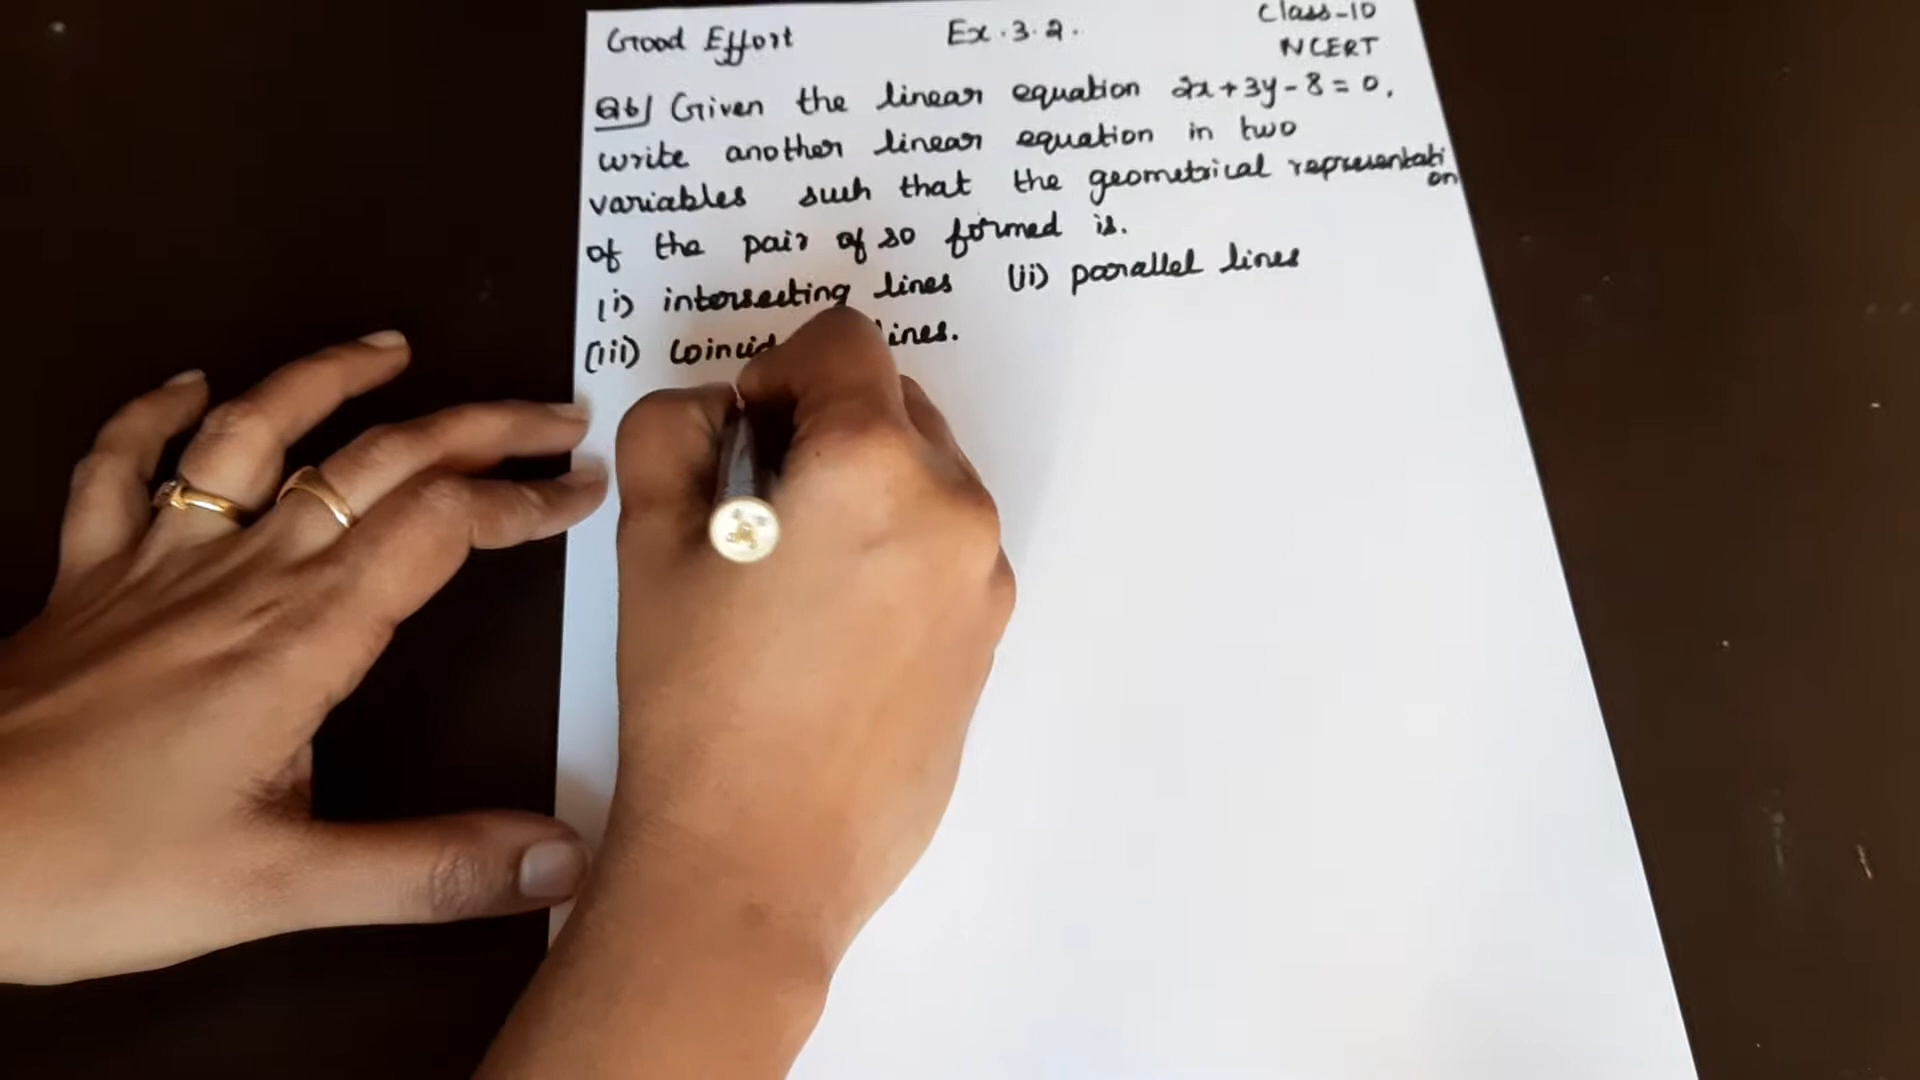 Good Effort Ex.3.2. Class-10
NCERT
Q6/ Given the linear equation 2x+3y-8=0,
write another linear equation in two
variables such that the geometrical representation
of the pair of so formed is.
(i) intersecting lines (ii) parallel lines
(iii) lines.